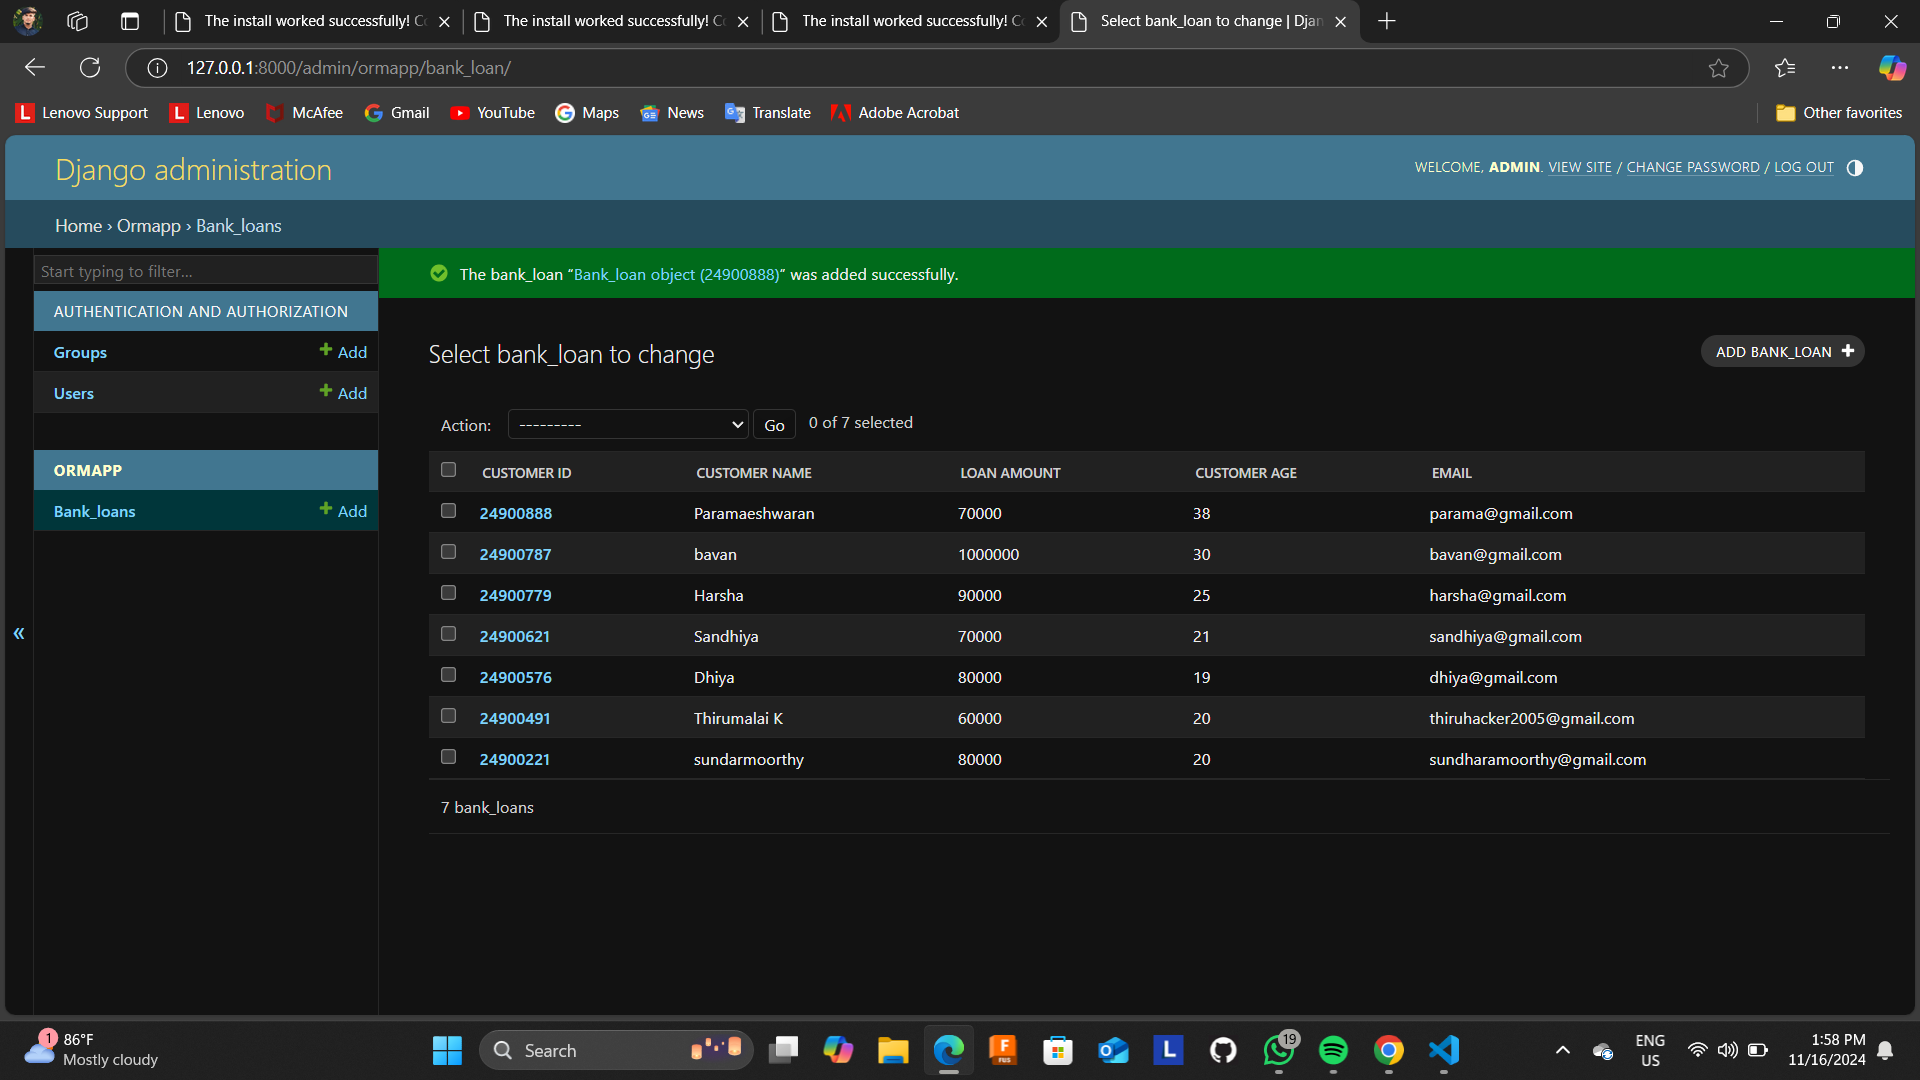 The install worked successfully! Co
The install worked successfully! Co
The install worked successfully! Co
Select bank_loan to change | Djan
127.0.0.1:8000/admin/ormapp/bank_loan/
Lenovo Support
Lenovo
McAfee
Gmail
YouTube
Maps
News
Translate
Adobe Acrobat
Other favorites
Django administration
WELCOME, ADMIN. VIEW SITE / CHANGE PASSWORD / LOG OUT
Home › Ormapp › Bank_loans
Start typing to filter...
The bank_loan “Bank_loan object (24900888)” was added successfully.
AUTHENTICATION AND AUTHORIZATION
Groups + Add
Users + Add
ORMAPP
Bank_loans + Add
«
Select bank_loan to change
ADD BANK_LOAN +
Action: --------- Go 0 of 7 selected
CUSTOMER ID CUSTOMER NAME LOAN AMOUNT CUSTOMER AGE EMAIL
24900888 Paramaeshwaran 70000 38 parama@gmail.com
24900787 bavan 1000000 30 bavan@gmail.com
24900779 Harsha 90000 25 harsha@gmail.com
24900621 Sandhiya 70000 21 sandhiya@gmail.com
24900576 Dhiya 80000 19 dhiya@gmail.com
24900491 Thirumalai K 60000 20 thiruhacker2005@gmail.com
24900221 sundarmoorthy 80000 20 sundharamoorthy@gmail.com
7 bank_loans
1
86°F
Mostly cloudy
Search
F
FUS
L
19
ENG
US
1:58 PM
11/16/2024